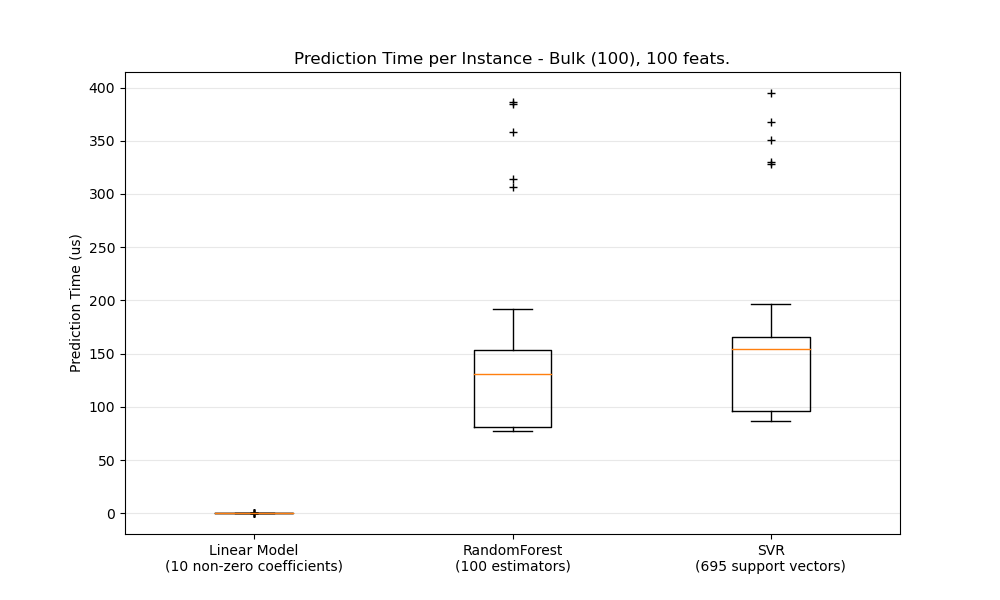 Prediction Time per Instance - Bulk (100), 100 feats.
400
350
300
250
200
150
100
50
0
Prediction Time (us)
Linear Model
(10 non-zero coefficients)
RandomForest
(100 estimators)
SVR
(695 support vectors)